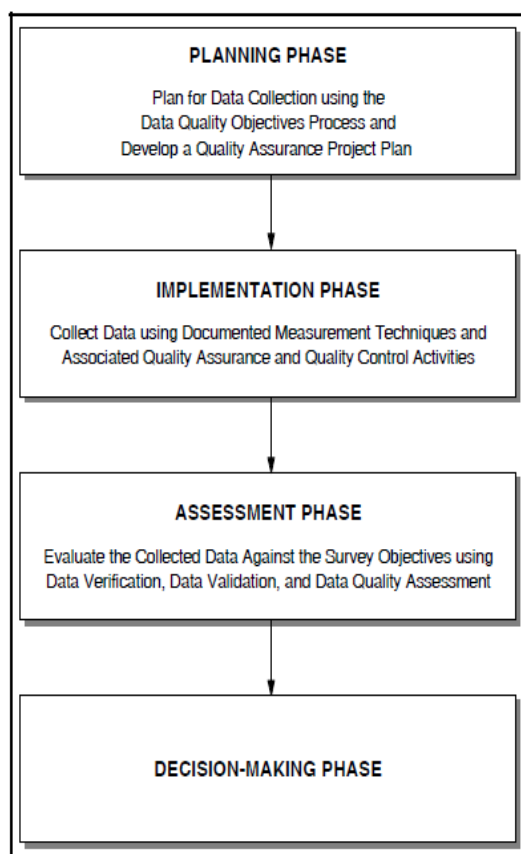 PLANNING PHASE
Plan for Data Collection using the
Data Quality Objectives Process and
Develop a Quality Assurance Project Plan
IMPLEMENTATION PHASE
Collect Data using Documented Measurement Techniques and
Associated Quality Assurance and Quality Control Activities
ASSESSMENT PHASE
Evaluate the Collected Data Against the Survey Objectives using
Data Verification, Data Validation, and Data Quality Assessment
DECISION-MAKING PHASE